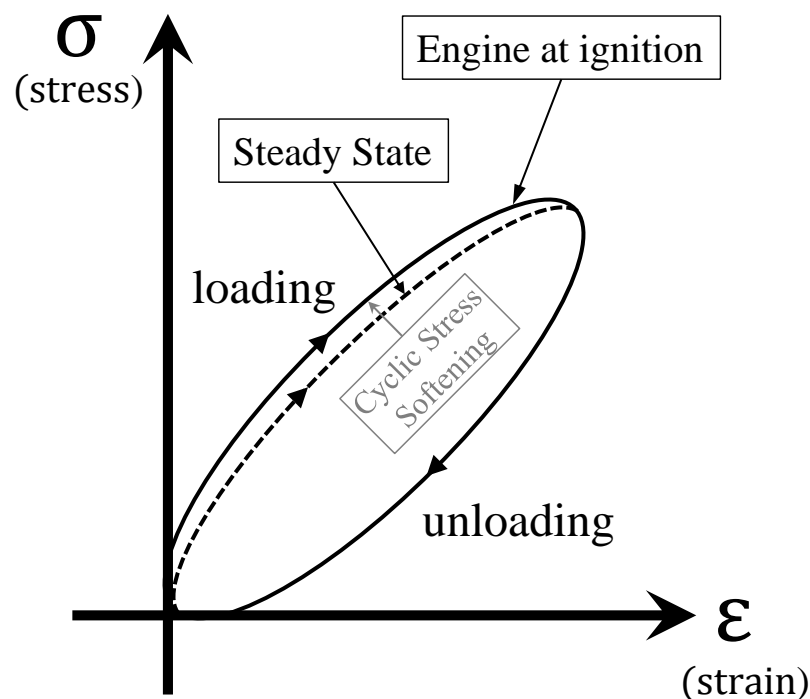 σ
(stress)
Engine at ignition
Steady State
loading
Cyclic Stress
Softening
unloading
ε
(strain)